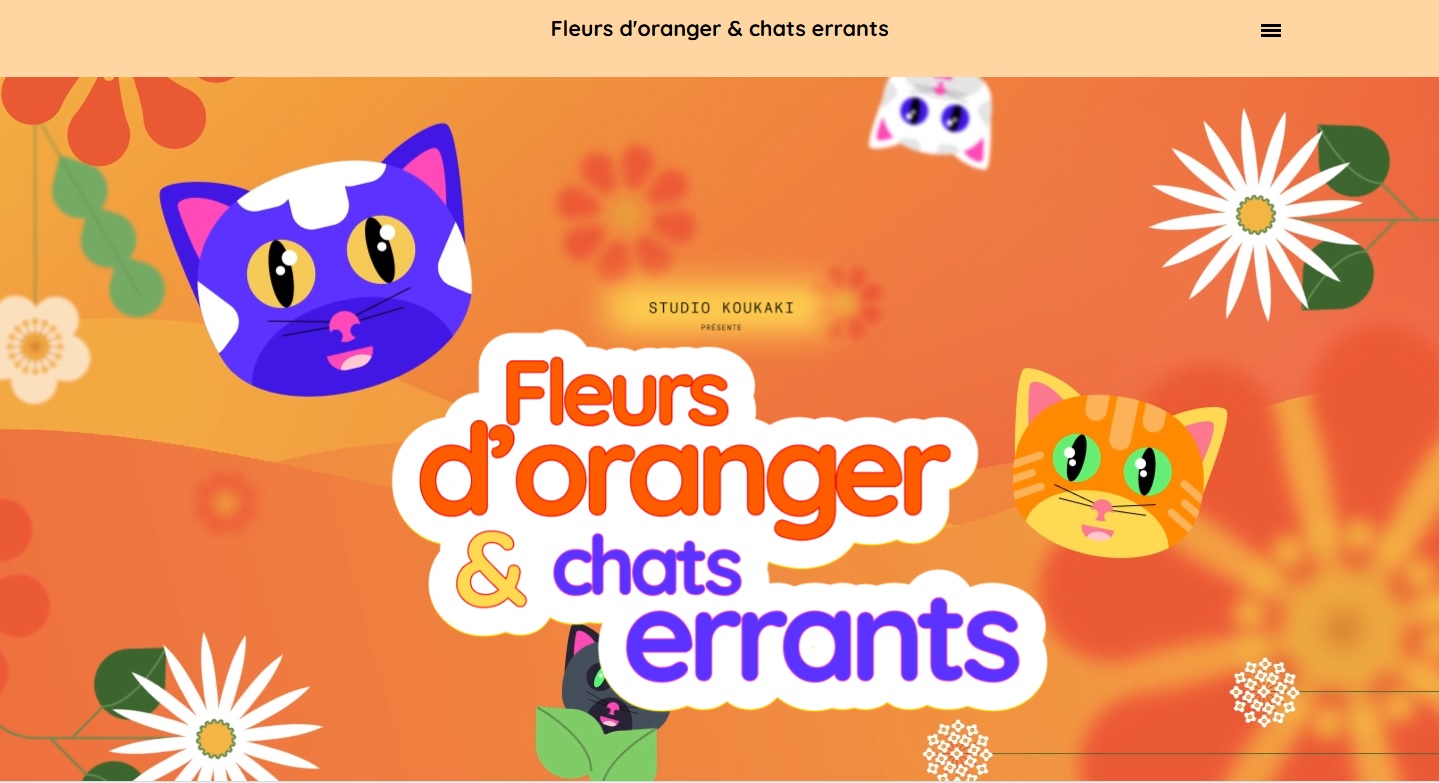 Fleurs d'oranger & chats errants
STUDIO KOUKAKI
PRÉSENTE
Fleurs
d’oranger
& chats
errants